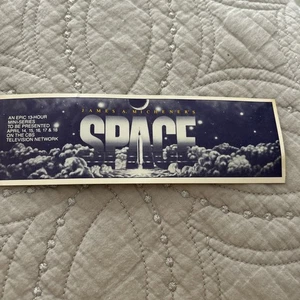 JAMES A. MICHENER'S
SPACE
AN EPIC 13-HOUR
MINI-SERIES
TO BE PRESENTED
APRIL 14, 15, 16, 17 & 18
ON THE CBS
TELEVISION NETWORK